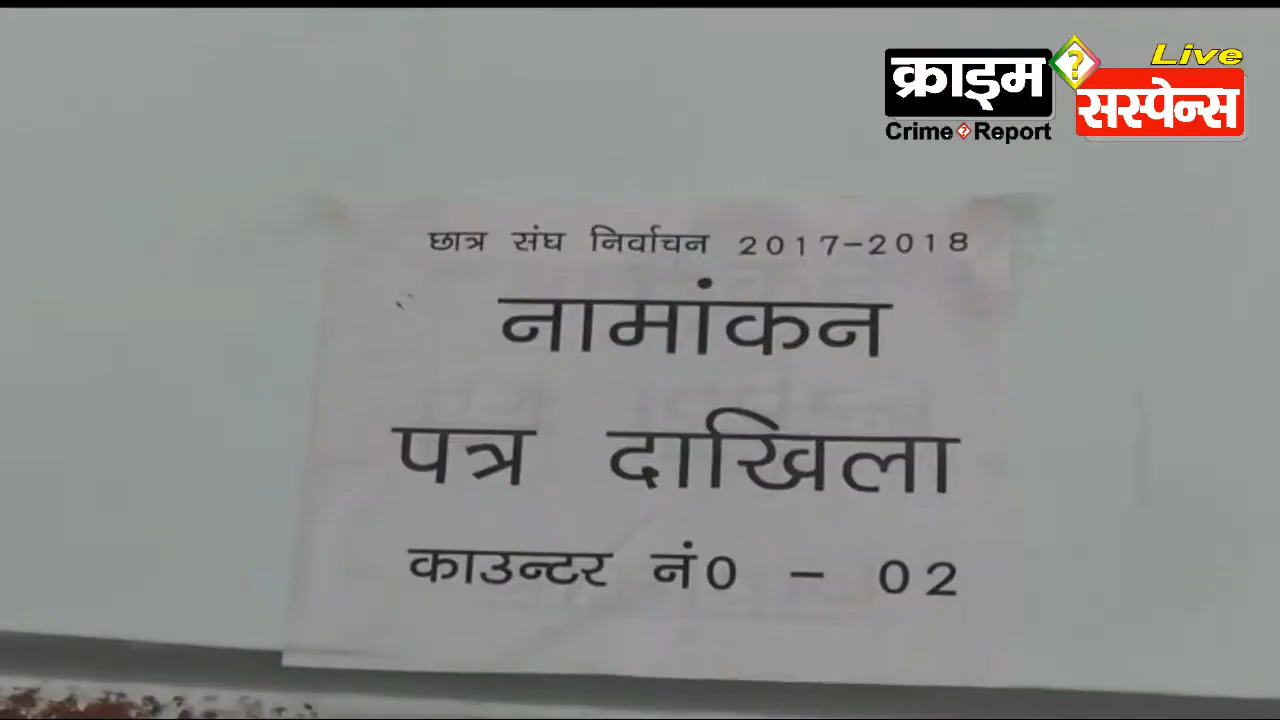 Live
क्राइम ? सस्पेन्स
Crime ? Report
छात्र संघ निर्वाचन 2017-2018
नामांकन
पत्र दाखिला
काउन्टर नं0 - 02